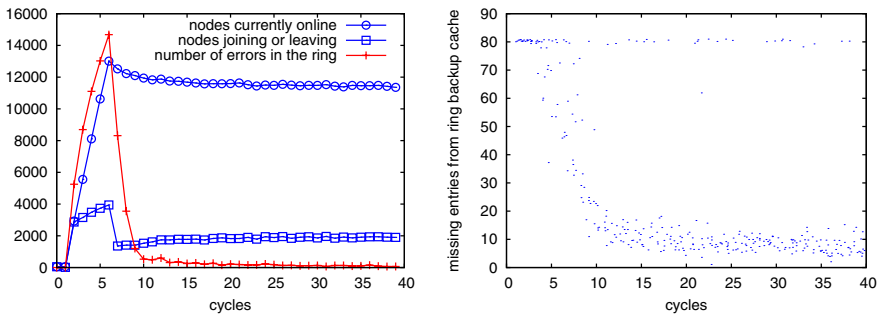 nodes currently online
nodes joining or leaving
number of errors in the ring
16000
14000
12000
10000
8000
6000
4000
2000
0
0 5 10 15 20 25 30 35 40
cycles
missing entries from ring backup cache
90
80
70
60
50
40
30
20
10
0
0 5 10 15 20 25 30 35 40
cycles